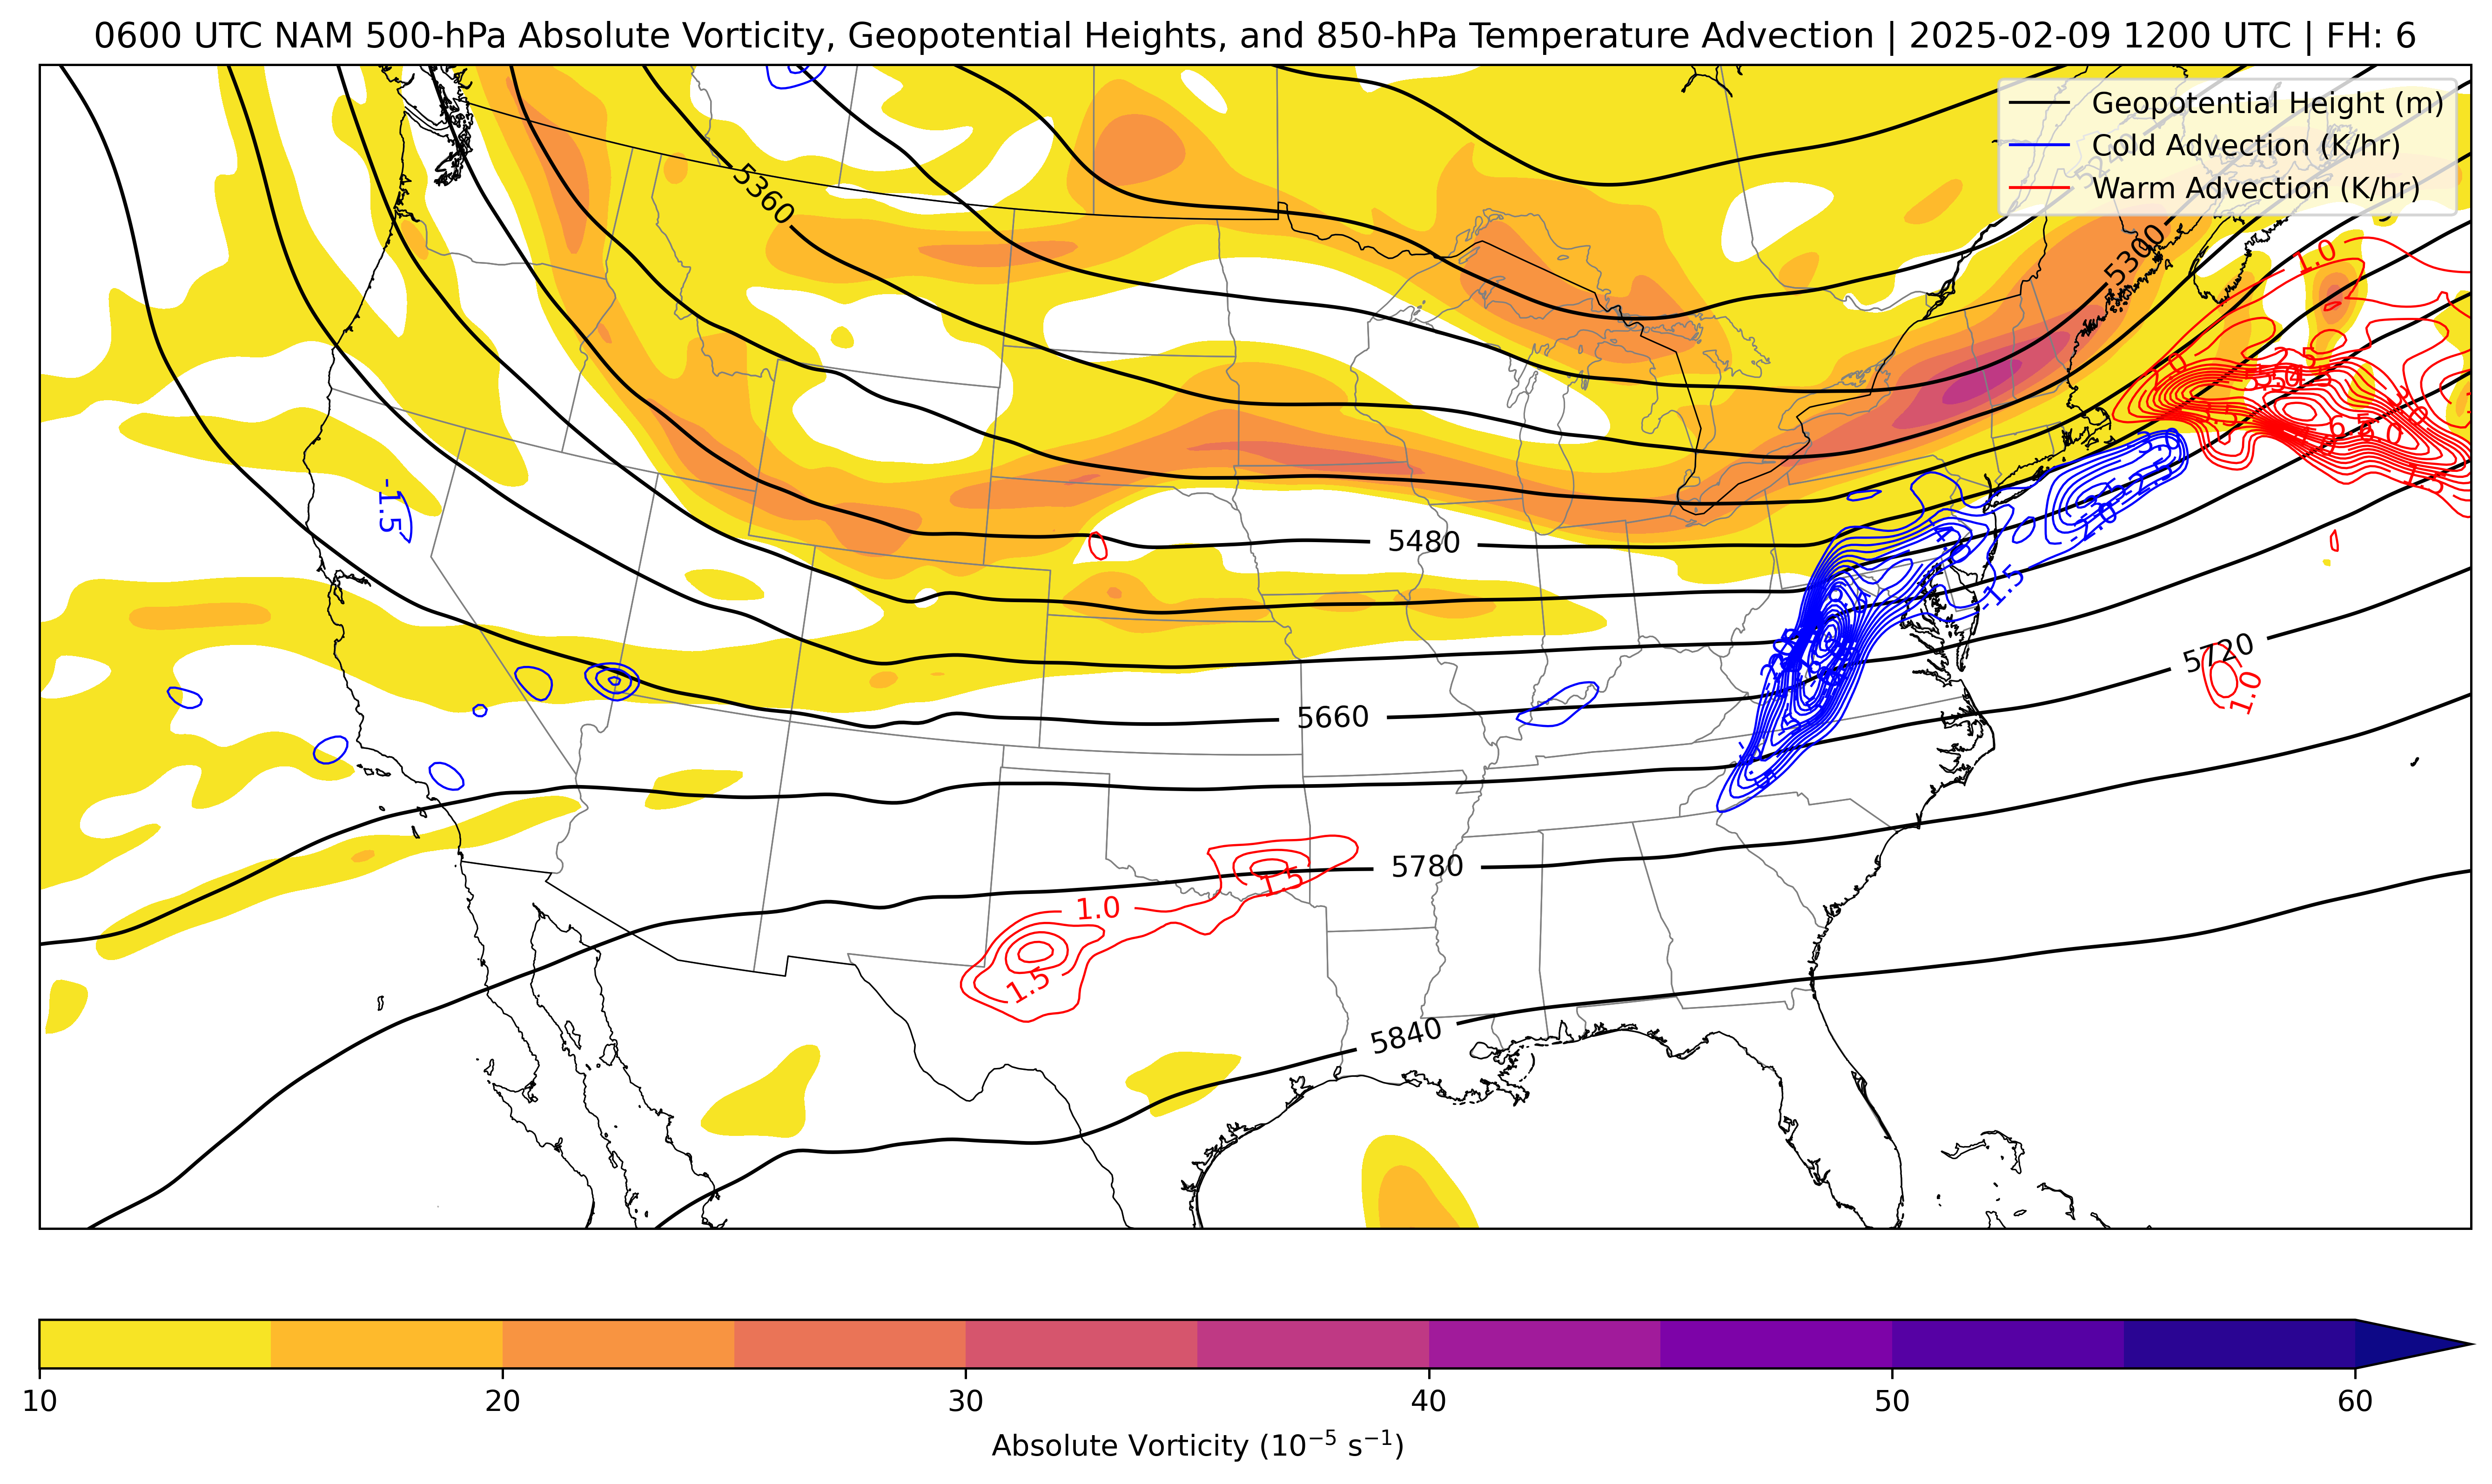 0600 UTC NAM 500-hPa Absolute Vorticity, Geopotential Heights, and 850-hPa Temperature Advection | 2025-02-09 1200 UTC | FH: 6
Geopotential Height (m)
Cold Advection (K/hr)
Warm Advection (K/hr)
5360
5300
1.0
-1.5
5480
-1.5
5720
1.0
5660
1.5
5780
1.0
1.5
5840
10 20 30 40 50 60
Absolute Vorticity (10⁻⁵ s⁻¹)